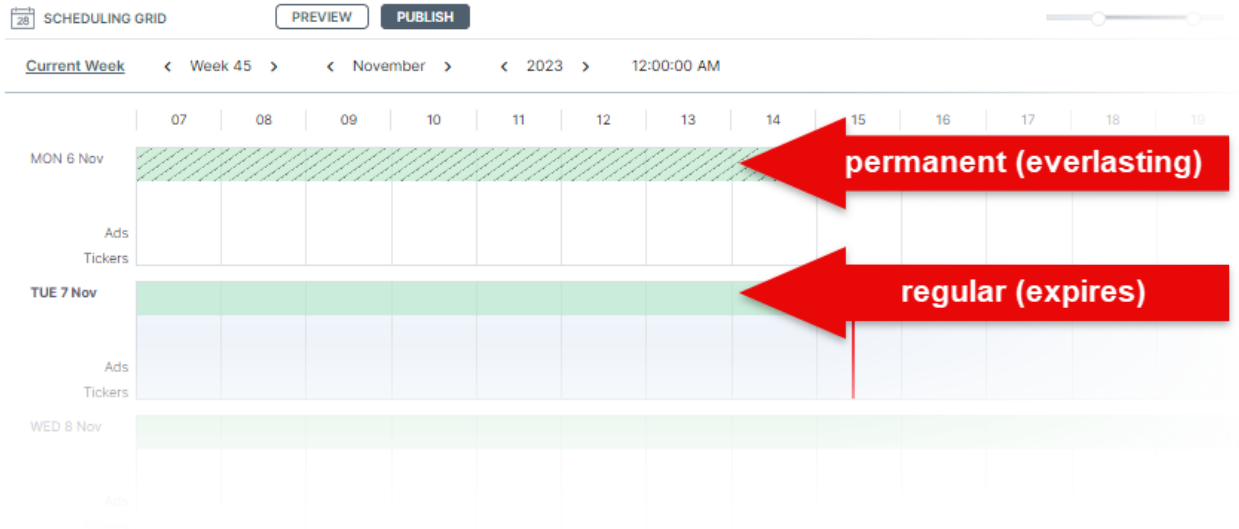 28 SCHEDULING GRID PREVIEW PUBLISH
Current Week < Week 45 > < November > < 2023 > 12:00:00 AM
07 08 09 10 11 12 13 14 15 16 17 18 19
MON 6 Nov
permanent (everlasting)
Ads
Tickers
TUE 7 Nov
regular (expires)
Ads
Tickers
WED 8 Nov
Ads